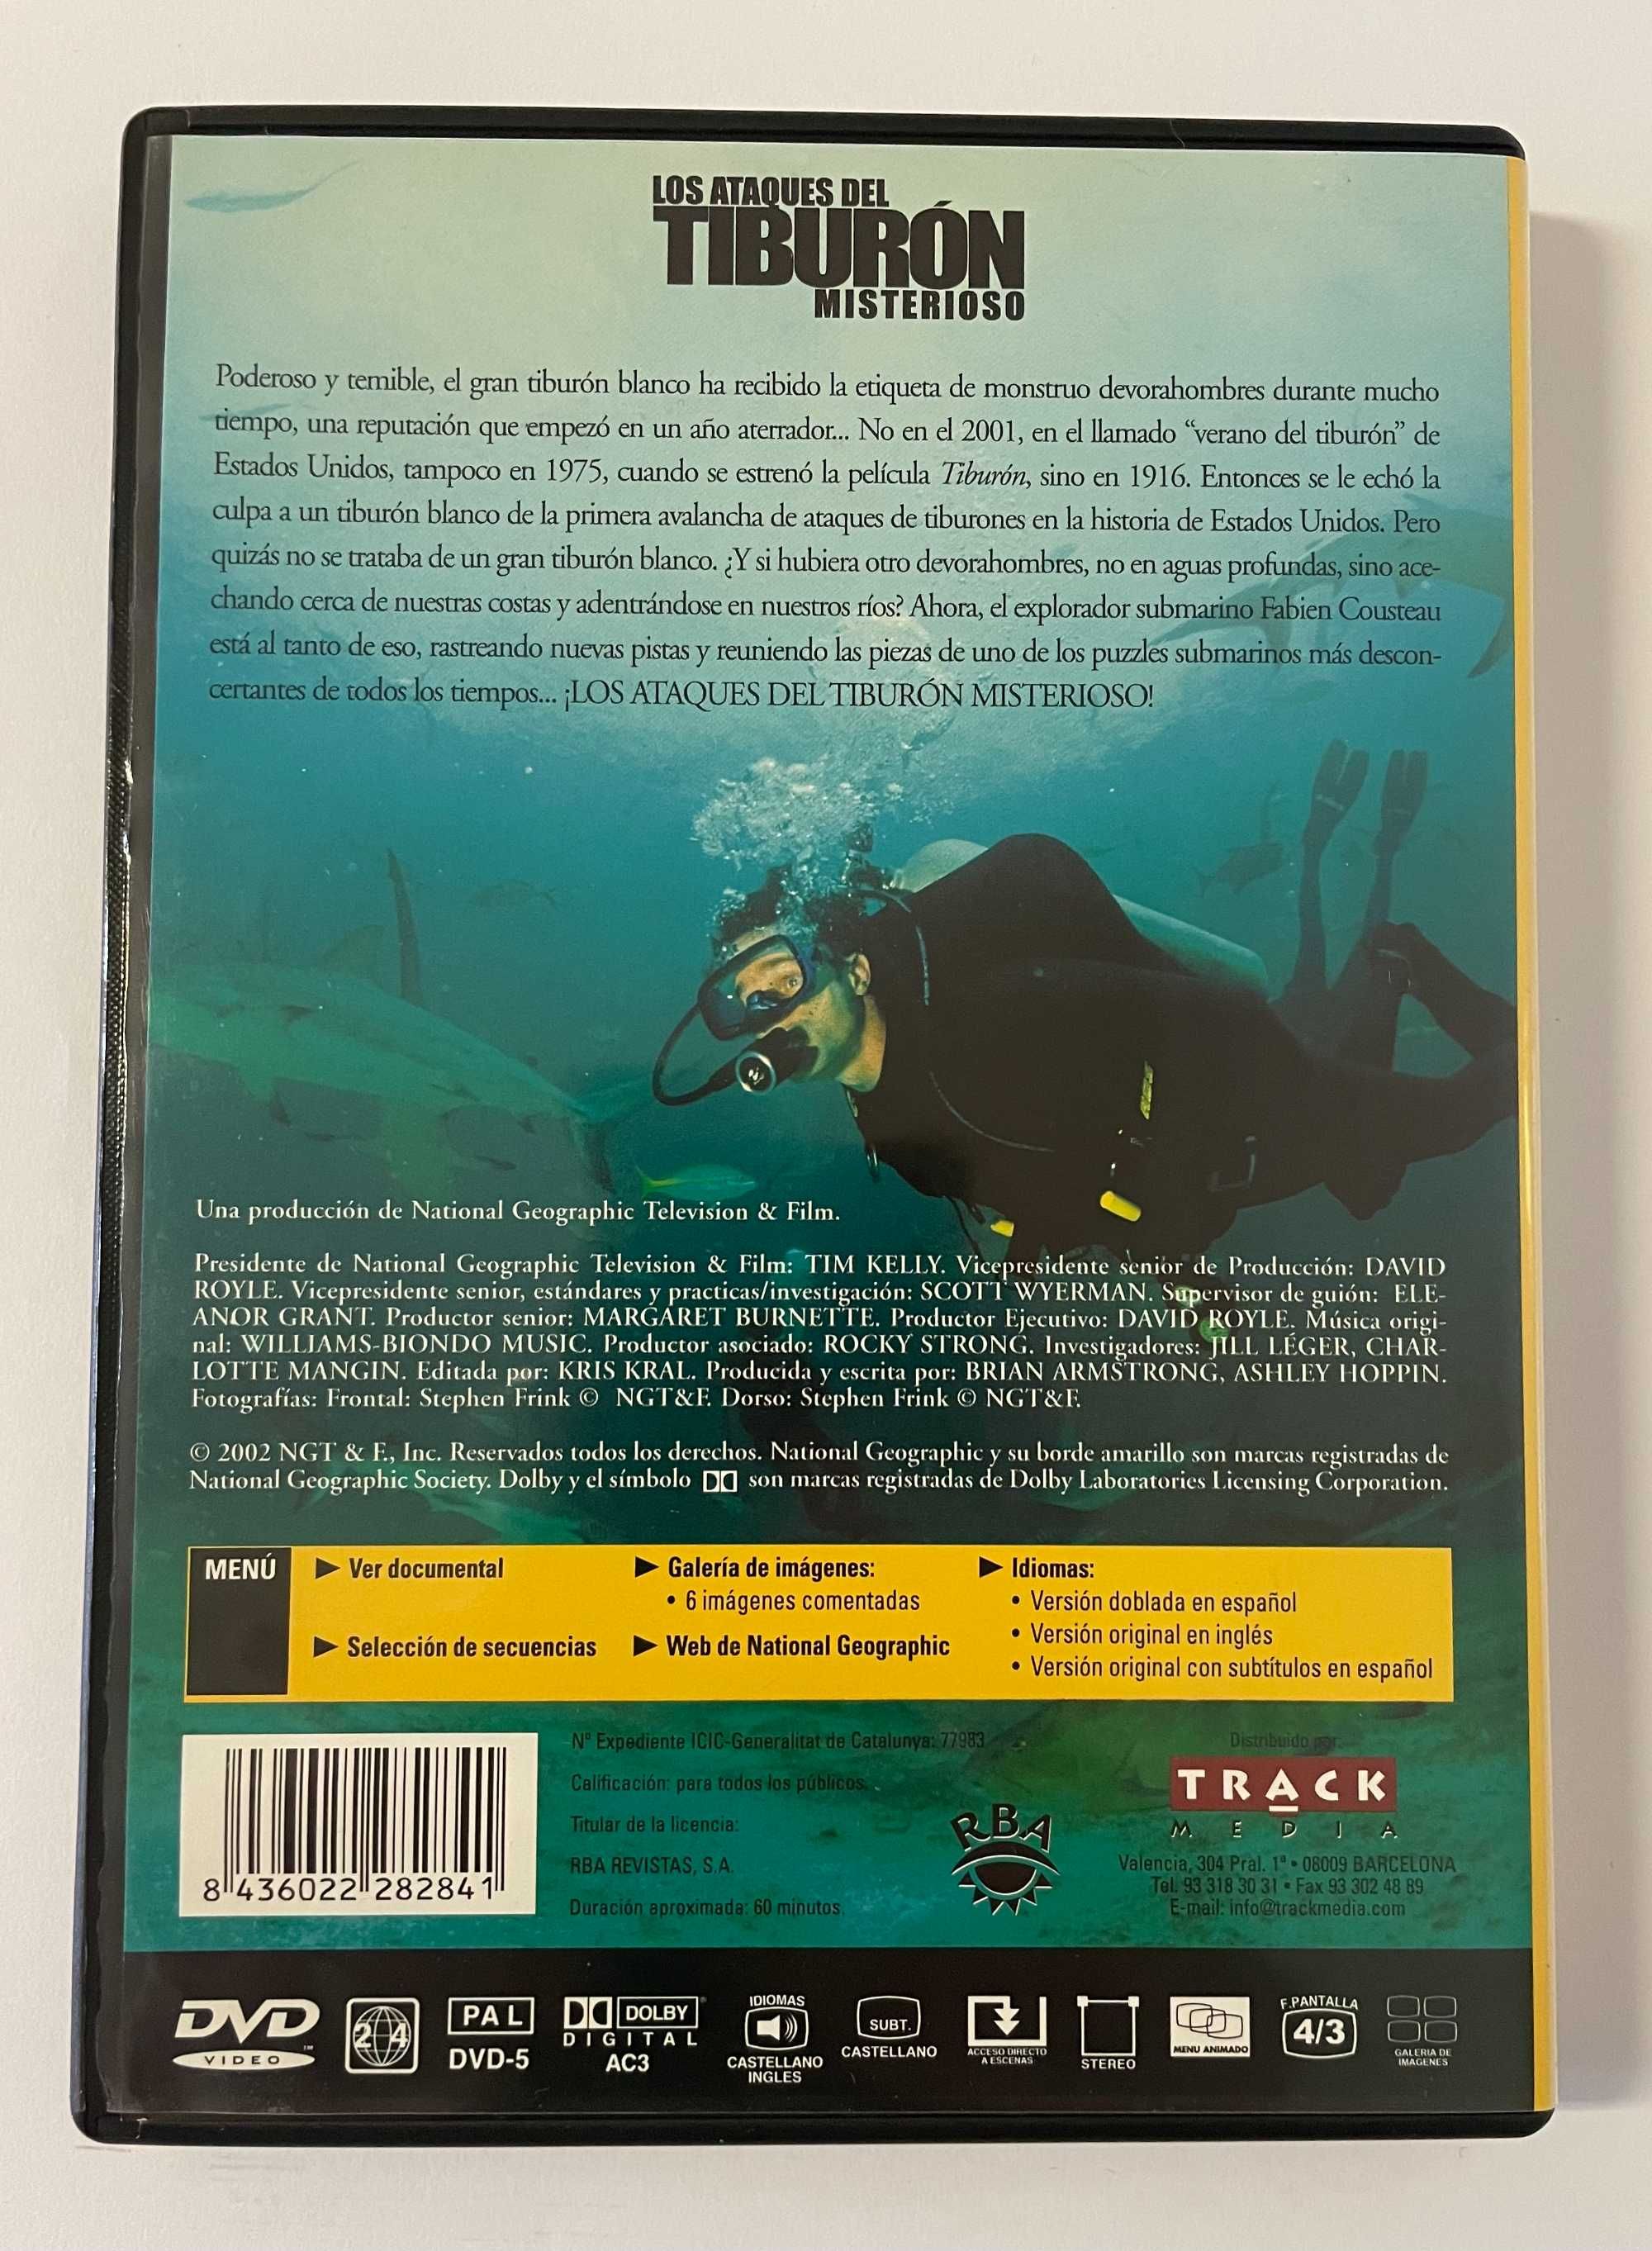 LOS ATAQUES DEL
TIBURÓN
MISTERIOSO
Poderoso y temible, el gran tiburón blanco ha recibido la etiqueta de monstruo devorahombres durante mucho
tiempo, una reputación que empezó en un año aterrador... No en el 2001, en el llamado “verano del tiburón” de
Estados Unidos, tampoco en 1975, cuando se estrenó la película Tiburón, sino en 1916. Entonces se le echó la
culpa a un tiburón blanco de la primera avalancha de ataques de tiburones en la historia de Estados Unidos. Pero
quizás no se trataba de un gran tiburón blanco. ¿Y si hubiera otro devorahombres, no en aguas profundas, sino ace-
chando cerca de nuestras costas y adentrándose en nuestros ríos? Ahora, el explorador submarino Fabien Cousteau
está al tanto de eso, rastreando nuevas pistas y reuniendo las piezas de uno de los puzzles submarinos más descon-
certantes de todos los tiempos... ¡LOS ATAQUES DEL TIBURÓN MISTERIOSO!
Una producción de National Geographic Television & Film.
Presidente de National Geographic Television & Film: TIM KELLY. Vicepresidente senior de Producción: DAVID
ROYLE. Vicepresidente senior, estándares y practicas/investigación: SCOTT WYERMAN. Supervisor de guión: ELE-
ANOR GRANT. Productor senior: MARGARET BURNETTE. Productor Ejecutivo: DAVID ROYLE. Música origi-
nal: WILLIAMS-BIONDO MUSIC. Productor asociado: ROCKY STRONG. Investigadores: JILL LÉGER, CHAR-
LOTTE MANGIN. Editada por: KRIS KRAL. Producida y escrita por: BRIAN ARMSTRONG, ASHLEY HOPPIN.
Fotografías: Frontal: Stephen Frink © NGT&F. Dorso: Stephen Frink © NGT&F.
© 2002 NGT & F., Inc. Reservados todos los derechos. National Geographic y su borde amarillo son marcas registradas de
National Geographic Society. Dolby y el símbolo son marcas registradas de Dolby Laboratories Licensing Corporation.
MENÚ
Ver documental
Selección de secuencias
Galería de imágenes:
• 6 imágenes comentadas
Web de National Geographic
Idiomas:
• Versión doblada en español
• Versión original en inglés
• Versión original con subtítulos en español
8 436022 282841
Nº Expediente ICIC-Generalitat de Catalunya: 77983
Calificación: para todos los públicos.
Titular de la licencia:
RBA REVISTAS, S.A.
Duración aproximada: 60 minutos
R.B.A
Distribuido por:
TRACK
MEDIA
Valencia, 304 Pral. 1ª • 08009 BARCELONA
Tel. 93 318 30 31 • Fax 93 302 48 89
E-mail: info@trackmedia.com
DVD
VIDEO
2 4
PAL
DVD-5
DOLBY
DIGITAL
AC3
IDIOMAS
CASTELLANO
INGLES
SUBT.
CASTELLANO
ACCESO DIRECTO
A ESCENAS
STEREO
MENU ANIMADO
F.PANTALLA
4/3
GALERIA DE
IMAGENES